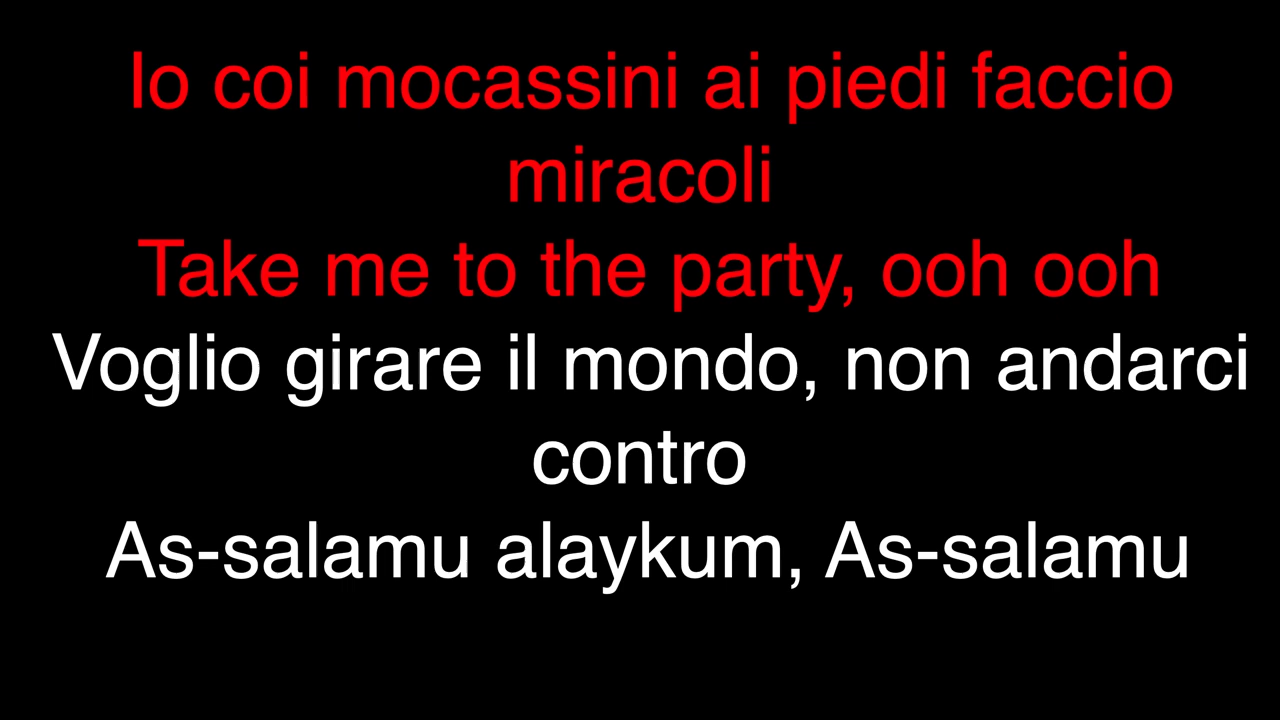 Io coi mocassini ai piedi faccio
miracoli
Take me to the party, ooh ooh
Voglio girare il mondo, non andarci
contro
As-salamu alaykum, As-salamu